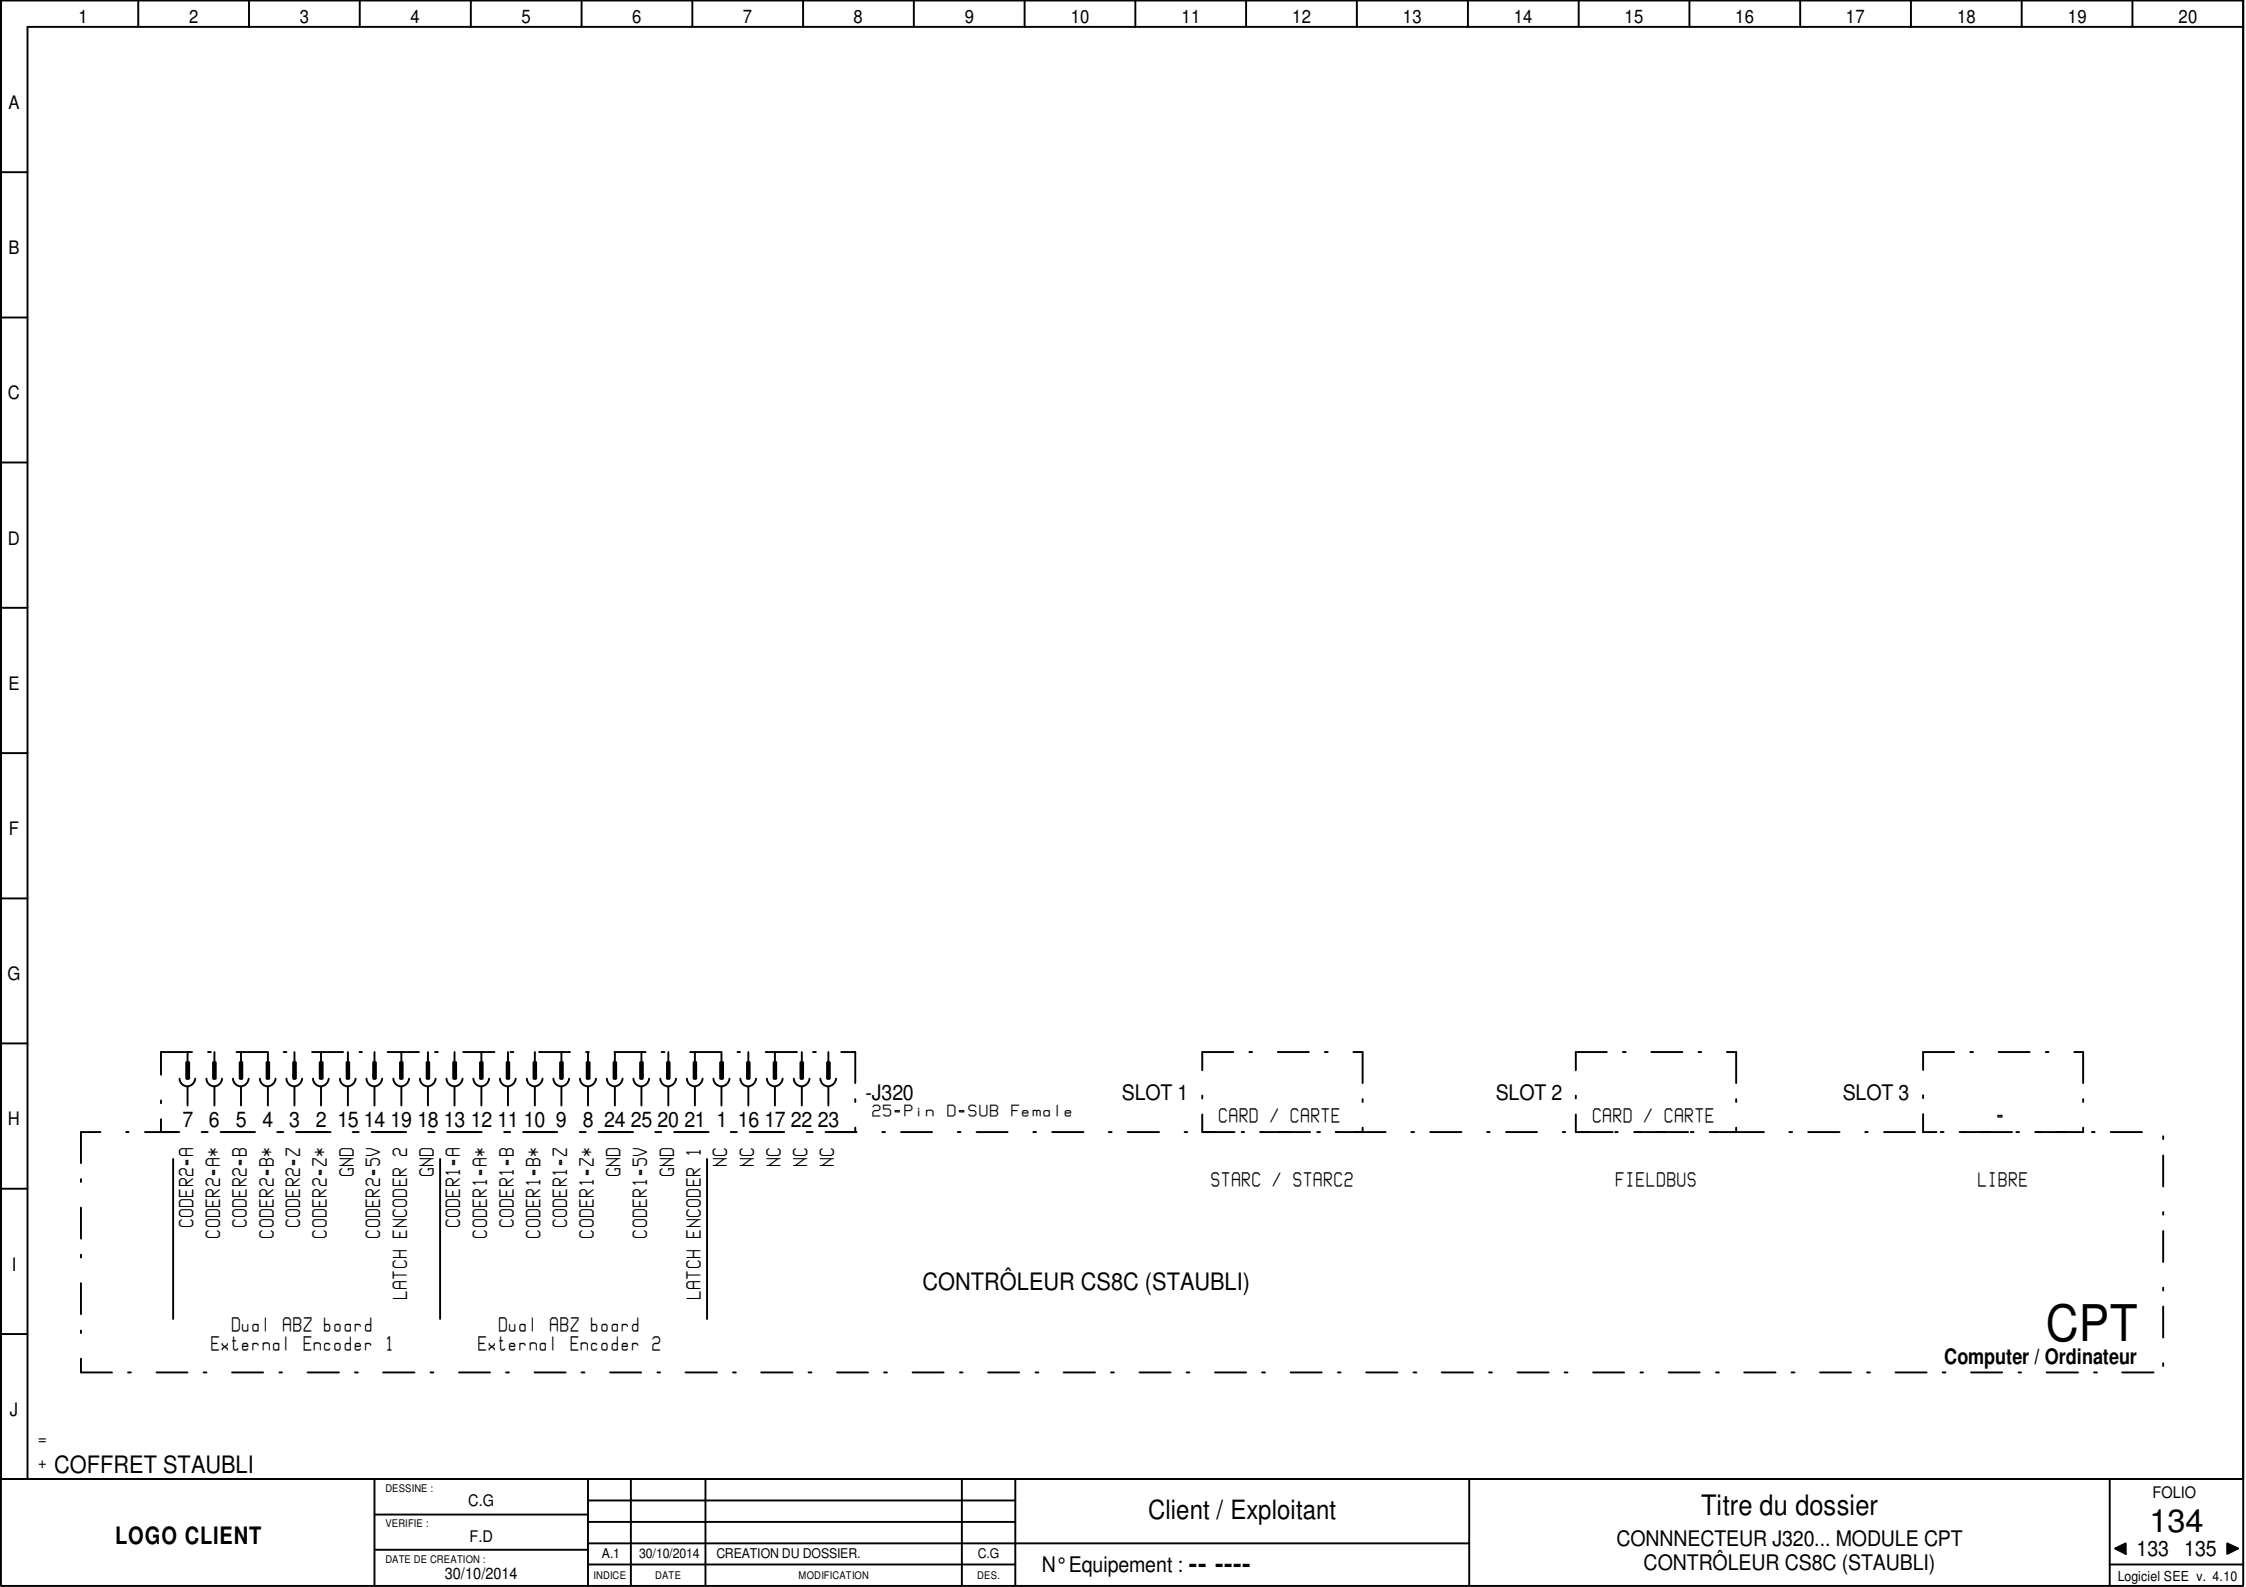 1 2 3 4 5 6 7 8 9 10 11 12 13 14 15 16 17 18 19 20
A
B
C
D
E
F
G
H
I
J
-J320
25-Pin D-SUB Female
7 6 5 4 3 2 15 14 19 18 13 12 11 10 9 8 24 25 20 21 1 16 17 22 23
CODER2-A
CODER2-A*
CODER2-B
CODER2-B*
CODER2-Z
CODER2-Z*
GND
CODER2-5V
LATCH ENCODER 2
GND
CODER1-A
CODER1-A*
CODER1-B
CODER1-B*
CODER1-Z
CODER1-Z*
GND
CODER1-5V
GND
LATCH ENCODER 1
NC
NC
NC
NC
NC
Dual ABZ board
External Encoder 1
Dual ABZ board
External Encoder 2
SLOT 1
CARD / CARTE
STARC / STARC2
SLOT 2
CARD / CARTE
FIELDBUS
SLOT 3
-
LIBRE
CONTRÔLEUR CS8C (STAUBLI)
CPT
Computer / Ordinateur
=
+ COFFRET STAUBLI
LOGO CLIENT
DESSINE :
C.G
VERIFIE :
F.D
DATE DE CREATION :
30/10/2014
A.1 30/10/2014 CREATION DU DOSSIER. C.G
INDICE DATE MODIFICATION DES.
Client / Exploitant
N° Equipement : -- ----
Titre du dossier
CONNNECTEUR J320... MODULE CPT
CONTRÔLEUR CS8C (STAUBLI)
FOLIO
134
◄ 133 135 ►
Logiciel SEE v. 4.10